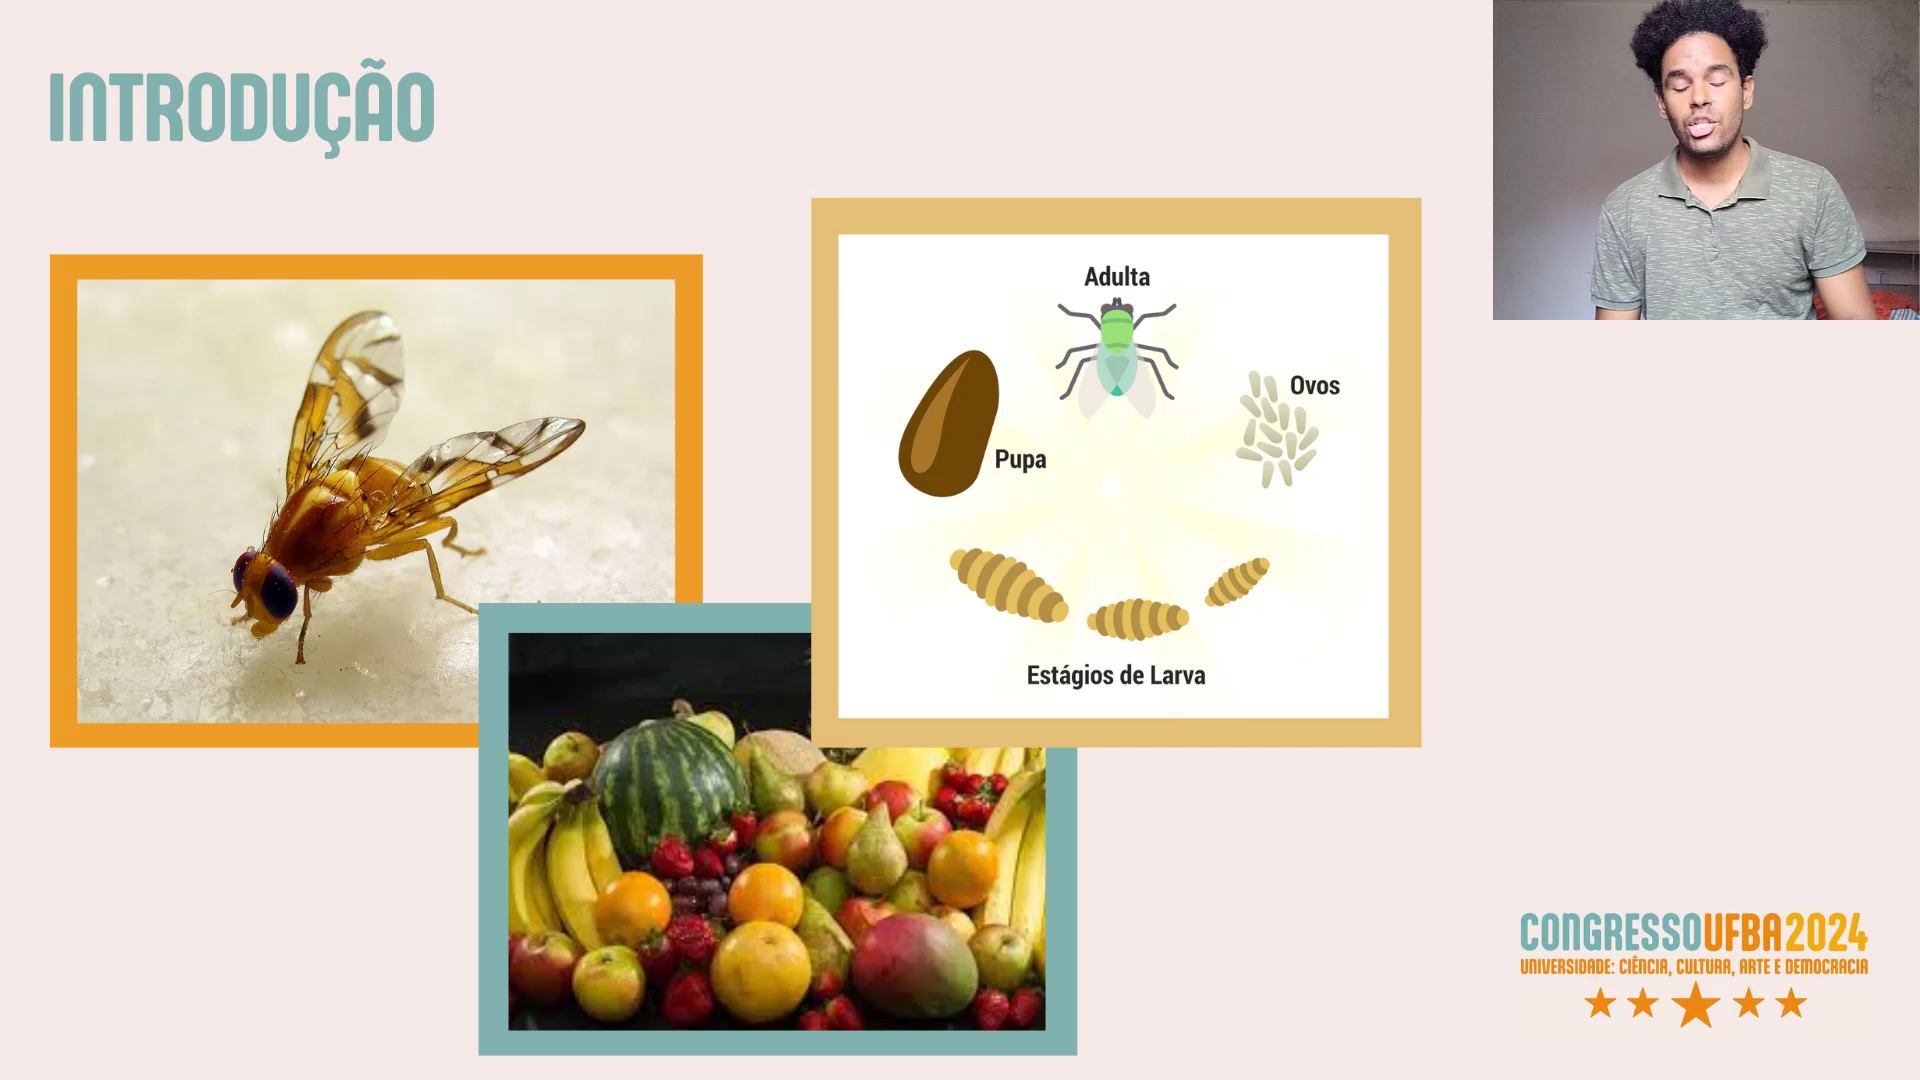 INTRODUÇÃO
Adulta
Ovos
Pupa
Estágios de Larva
CONGRESSOUFBA2024
UNIVERSIDADE: CIÊNCIA, CULTURA, ARTE E DEMOCRACIA